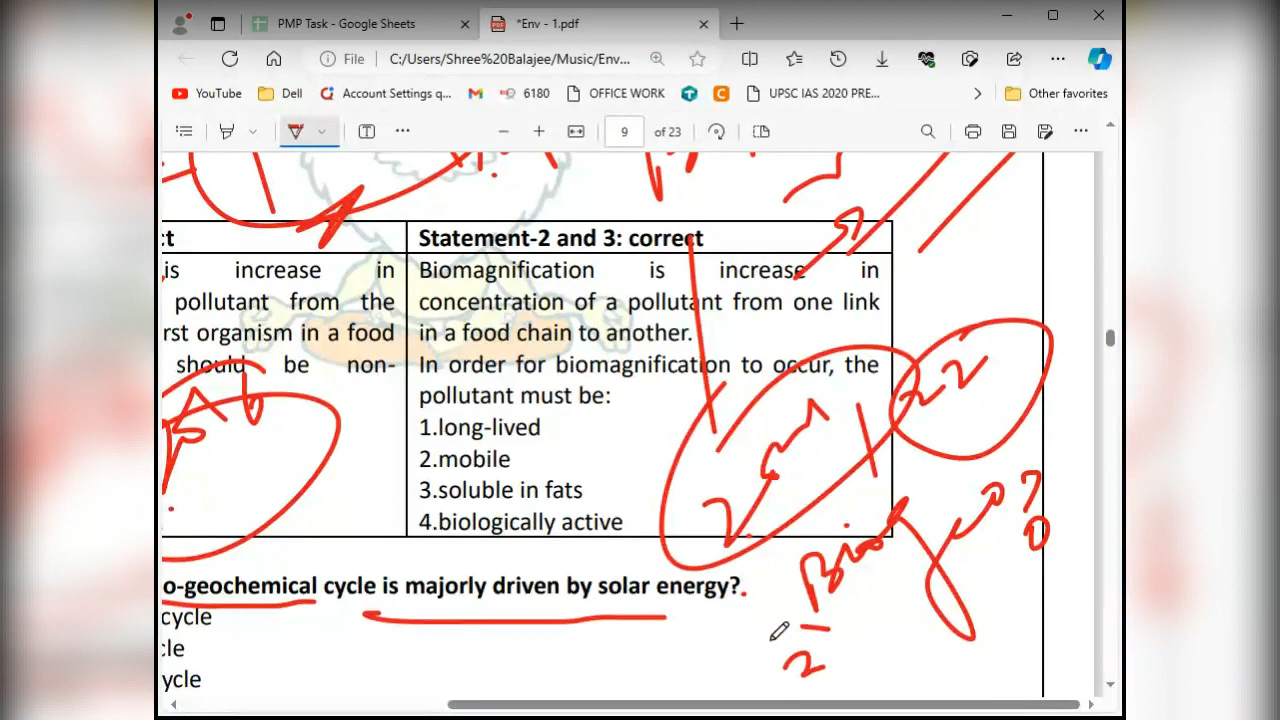 PMP Task - Google Sheets
*Env - 1.pdf
File
C:/Users/Shree%20Balajee/Music/Env...
YouTube
Dell
Account Settings q...
6180
OFFICE WORK
UPSC IAS 2020 PRE...
Other favorites
9 of 23
ct
Statement-2 and 3: correct
is increase in
pollutant from the
rst organism in a food
should be non-
Biomagnification is increase in
concentration of a pollutant from one link
in a food chain to another.
In order for biomagnification to occur, the
pollutant must be:
1.long-lived
2.mobile
3.soluble in fats
4.biologically active
o-geochemical cycle is majorly driven by solar energy?.
cycle
cle
ycle
2